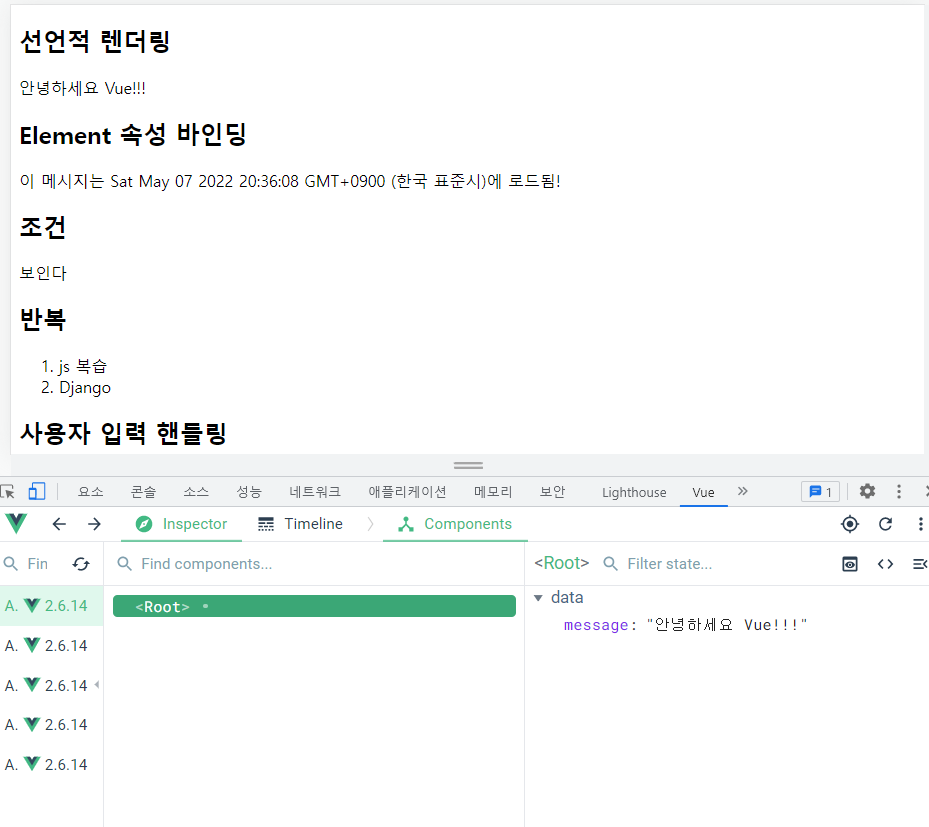 선언적 렌더링
안녕하세요 Vue!!!
Element 속성 바인딩
이 메시지는 Sat May 07 2022 20:36:08 GMT+0900 (한국 표준시)에 로드됨!
조건
보인다
반복
1. js 복습
2. Django
사용자 입력 핸들링
요소 콘솔 소스 성능 네트워크 애플리케이션 메모리 보안 Lighthouse Vue » 1
Inspector Timeline Components
Fin Find components... <Root> Filter state...
A. 2.6.14 <Root> data
message: "안녕하세요 Vue!!!"
A. 2.6.14
A. 2.6.14
A. 2.6.14
A. 2.6.14